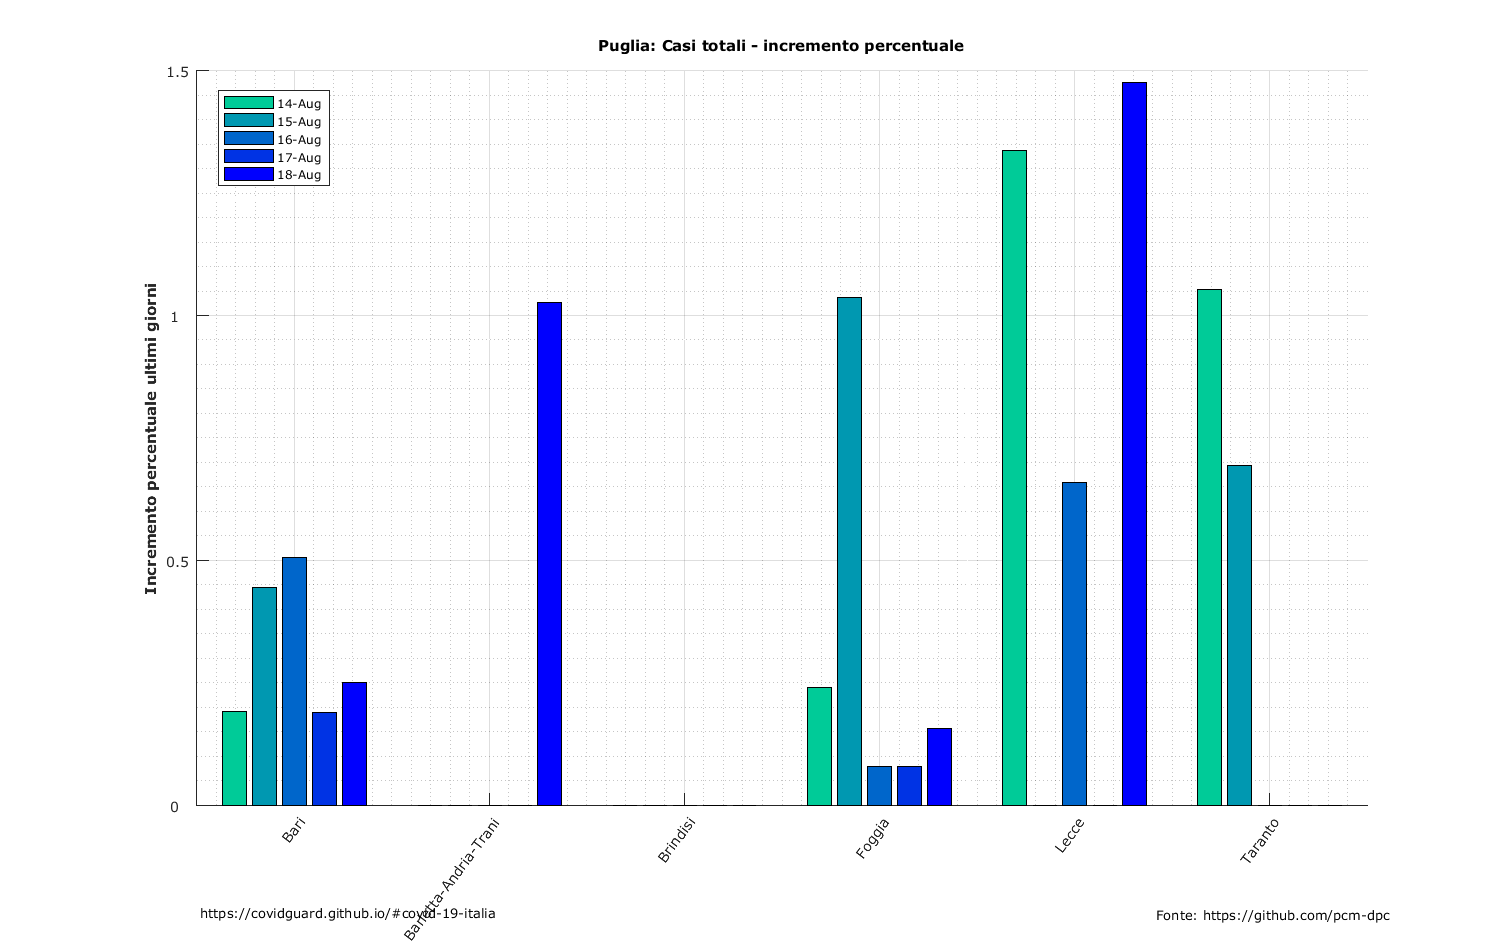 Puglia: Casi totali - incremento percentuale
1.5
1
0.5
0
Incremento percentuale ultimi giorni
14-Aug
15-Aug
16-Aug
17-Aug
18-Aug
Bari
Barletta-Andria-Trani
Brindisi
Foggia
Lecce
Taranto
https://covidguard.github.io/#covid-19-italia
Fonte: https://github.com/pcm-dpc